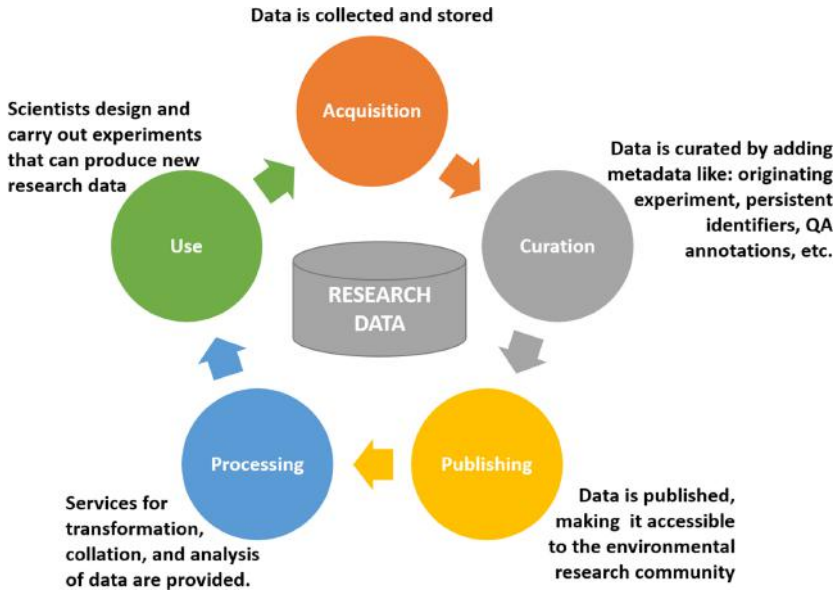 Data is collected and stored
Acquisition
Scientists design and
carry out experiments
that can produce new
research data
Data is curated by adding
metadata like: originating
experiment, persistent
identifiers, QA
annotations, etc.
Use
Curation
RESEARCH
DATA
Processing
Publishing
Services for
transformation,
collation, and analysis
of data are provided.
Data is published,
making it accessible
to the environmental
research community